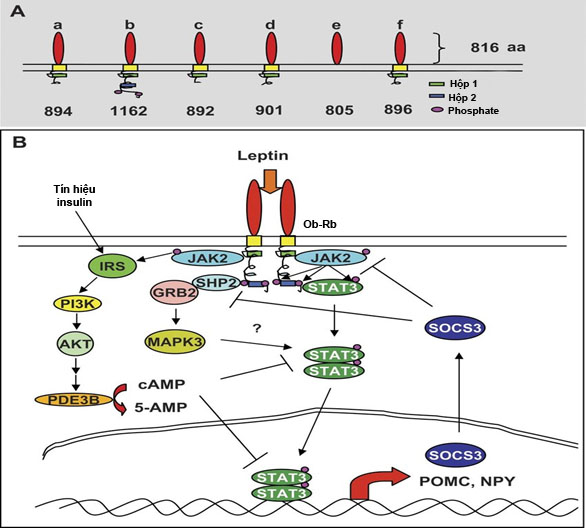 A
a b c d e f
816 aa
Hộp 1
Hộp 2
Phosphate
894 1162 892 901 805 896
B
Leptin
Tín hiệu
insulin
Ob-Rb
JAK2 JAK2
IRS
SHP2
STAT3
GRB2
PI3K
SOCS3
?
AKT
MAPK3
STAT3
STAT3
cAMP
PDE3B
5-AMP
SOCS3
STAT3
STAT3
POMC, NPY